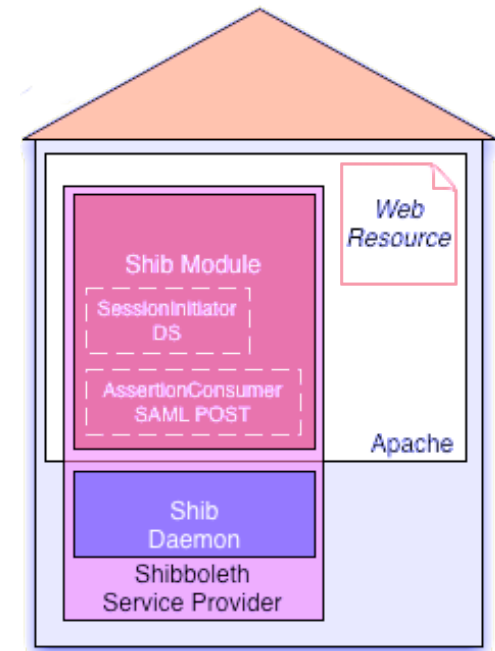 Web
Resource
Shib Module
SessionInitiator
DS
AssertionConsumer
SAML POST
Apache
Shib
Daemon
Shibboleth
Service Provider